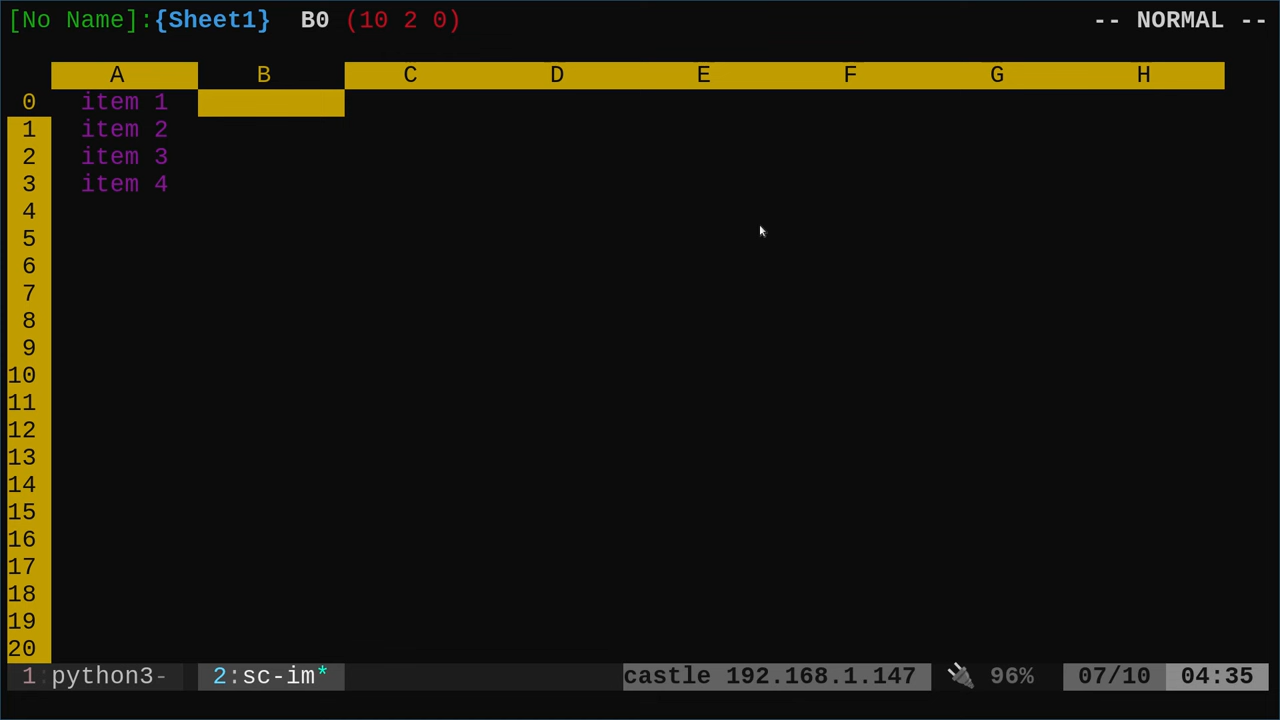 [No Name]:{Sheet1}  B0 (10 2 0) -- NORMAL --
A B C D E F G H
0 item 1
1 item 2
2 item 3
3 item 4
4
5
6
7
8
9
10
11
12
13
14
15
16
17
18
19
20
1:python3- 2:sc-im* castle 192.168.1.147 96% 07/10 04:35